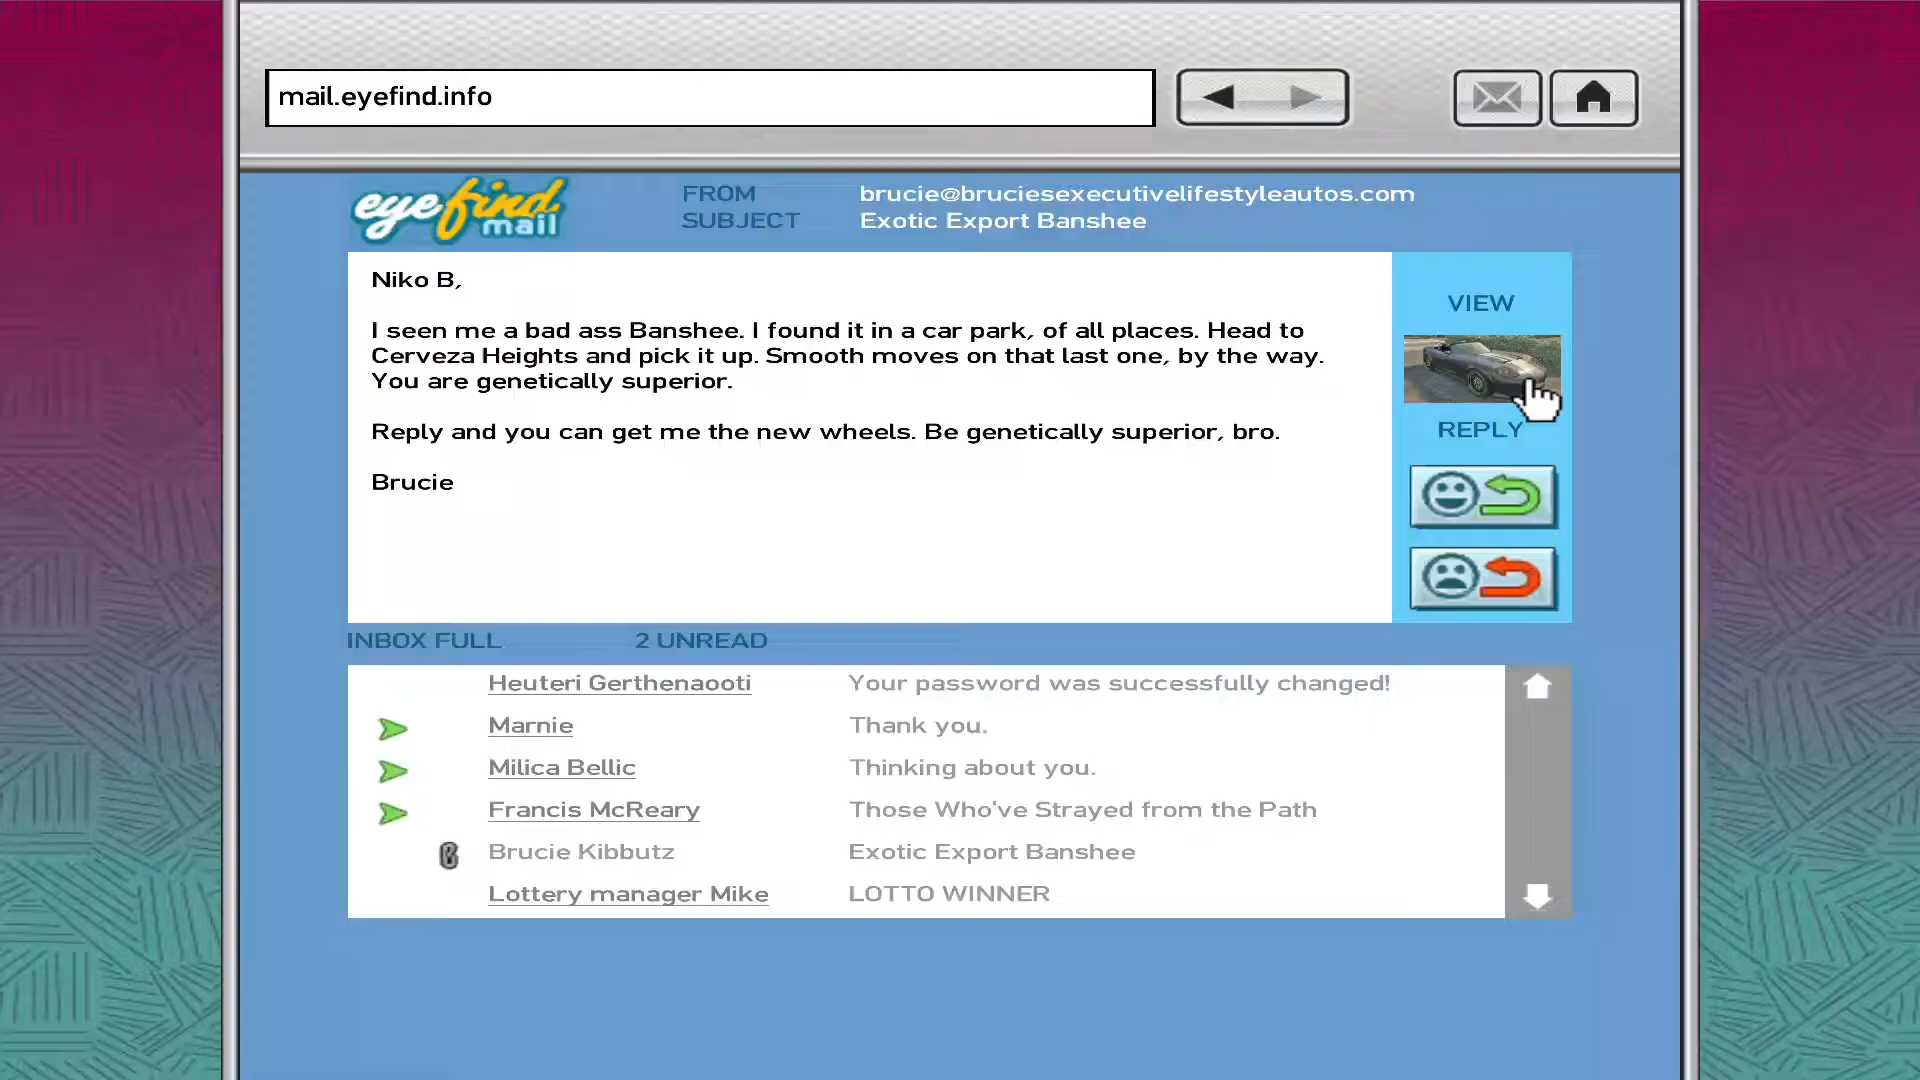 mail.eyefind.info
eyefind mail
FROM brucie@bruciesexecutivelifestyleautos.com
SUBJECT Exotic Export Banshee
Niko B,
I seen me a bad ass Banshee. I found it in a car park, of all places. Head to
Cerveza Heights and pick it up. Smooth moves on that last one, by the way.
You are genetically superior.
Reply and you can get me the new wheels. Be genetically superior, bro.
Brucie
VIEW
REPLY
INBOX FULL 2 UNREAD
Heuteri Gerthenaooti Your password was successfully changed!
Marnie Thank you.
Milica Bellic Thinking about you.
Francis McReary Those Who've Strayed from the Path
Brucie Kibbutz Exotic Export Banshee
Lottery manager Mike LOTTO WINNER